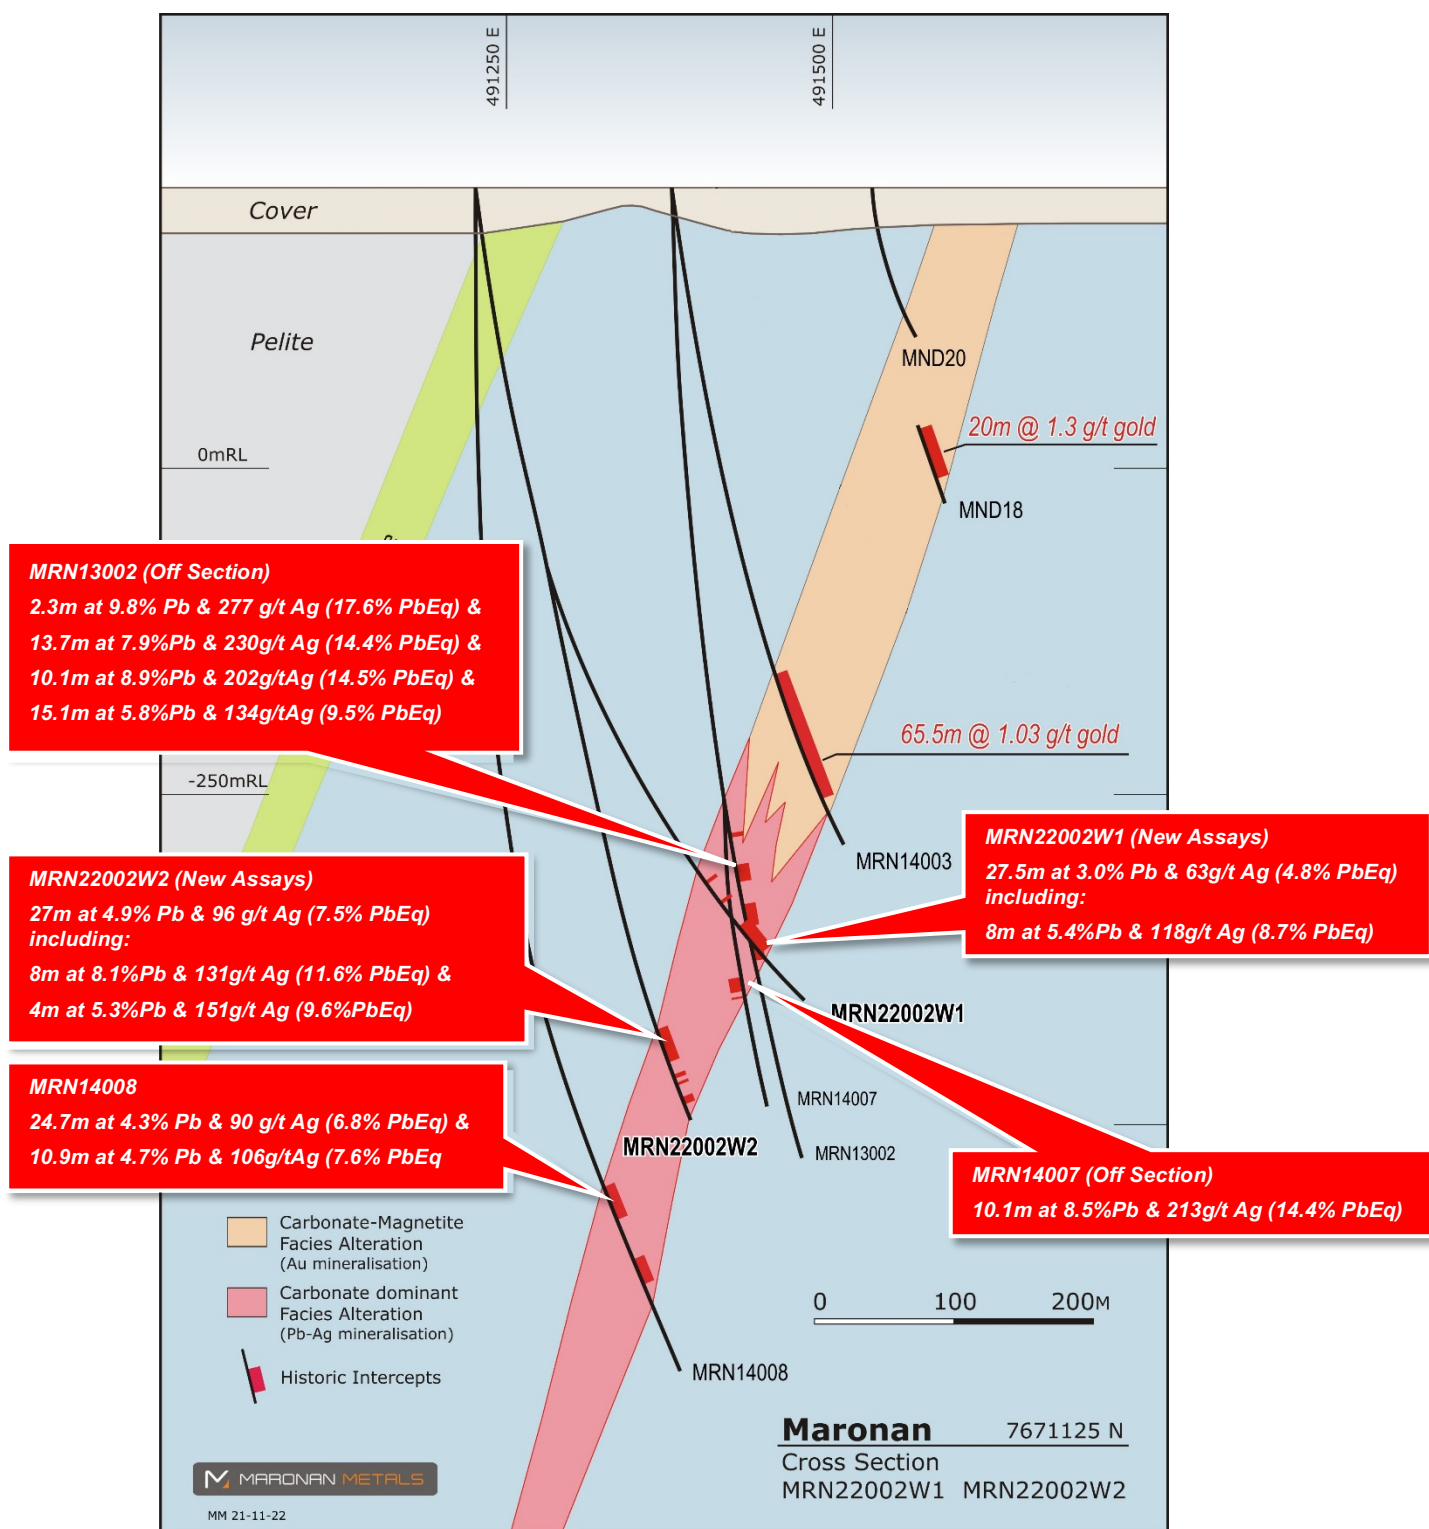 491250 E
491500 E
Cover
Pelite
MND20
20m @ 1.3 g/t gold
0mRL
MND18
MRN13002 (Off Section)
2.3m at 9.8% Pb & 277 g/t Ag (17.6% PbEq) &
13.7m at 7.9%Pb & 230g/t Ag (14.4% PbEq) &
10.1m at 8.9%Pb & 202g/tAg (14.5% PbEq) &
15.1m at 5.8%Pb & 134g/tAg (9.5% PbEq)
65.5m @ 1.03 g/t gold
-250mRL
MRN14003
MRN22002W1 (New Assays)
27.5m at 3.0% Pb & 63g/t Ag (4.8% PbEq)
including:
8m at 5.4%Pb & 118g/t Ag (8.7% PbEq)
MRN22002W2 (New Assays)
27m at 4.9% Pb & 96 g/t Ag (7.5% PbEq)
including:
8m at 8.1%Pb & 131g/t Ag (11.6% PbEq) &
4m at 5.3%Pb & 151g/t Ag (9.6%PbEq)
MRN22002W1
MRN14008
24.7m at 4.3% Pb & 90 g/t Ag (6.8% PbEq) &
10.9m at 4.7% Pb & 106g/tAg (7.6% PbEq
MRN14007
MRN22002W2
MRN13002
MRN14007 (Off Section)
10.1m at 8.5%Pb & 213g/t Ag (14.4% PbEq)
Carbonate-Magnetite
Facies Alteration
(Au mineralisation)
Carbonate dominant
Facies Alteration
(Pb-Ag mineralisation)
Historic Intercepts
0 100 200M
MRN14008
Maronan 7671125 N
Cross Section
MRN22002W1 MRN22002W2
MARONAN METALS
MM 21-11-22